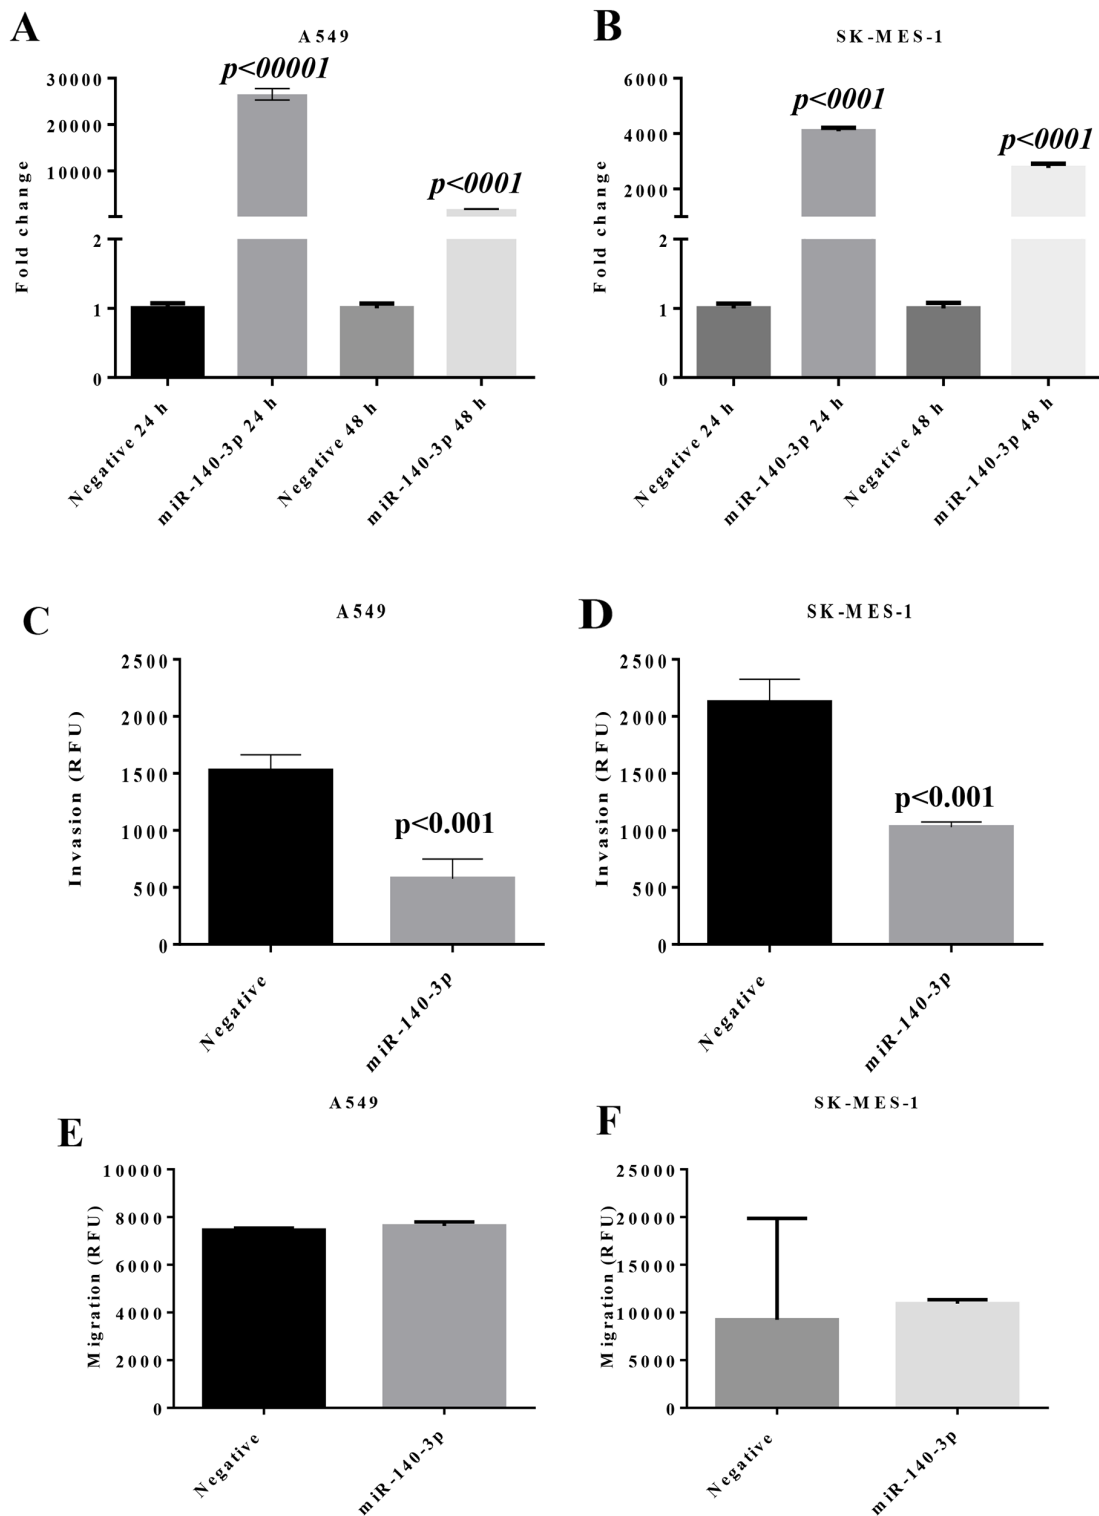 A
A549
p<00001
p<0001
Fold change
30000
20000
10000
2
1
0
Negative 24 h
miR-140-3p 24 h
Negative 48 h
miR-140-3p 48 h
B
SK-MES-1
p<0001
p<0001
Fold change
6000
4000
2000
2
1
0
Negative 24 h
miR-140-3p 24 h
Negative 48 h
miR-140-3p 48 h
C
A549
p<0.001
Invasion (RFU)
2500
2000
1500
1000
500
0
Negative
miR-140-3p
D
SK-MES-1
p<0.001
Invasion (RFU)
2500
2000
1500
1000
500
0
Negative
miR-140-3p
E
A549
Migration (RFU)
10000
8000
6000
4000
2000
0
Negative
miR-140-3p
F
SK-MES-1
Migration (RFU)
25000
20000
15000
10000
5000
0
Negative
miR-140-3p